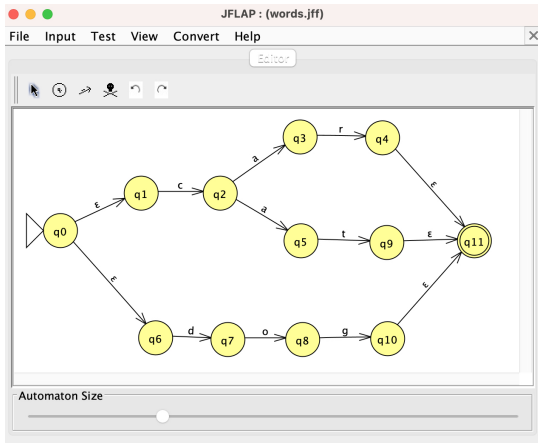 JFLAP : (words.jff)
File Input Test View Convert Help
Editor
r
q3 q4
a ε
ε q1 c q2
a
q0 q5 t q9 ε q11
ε ε
q6 d q7 o q8 g q10
Automaton Size